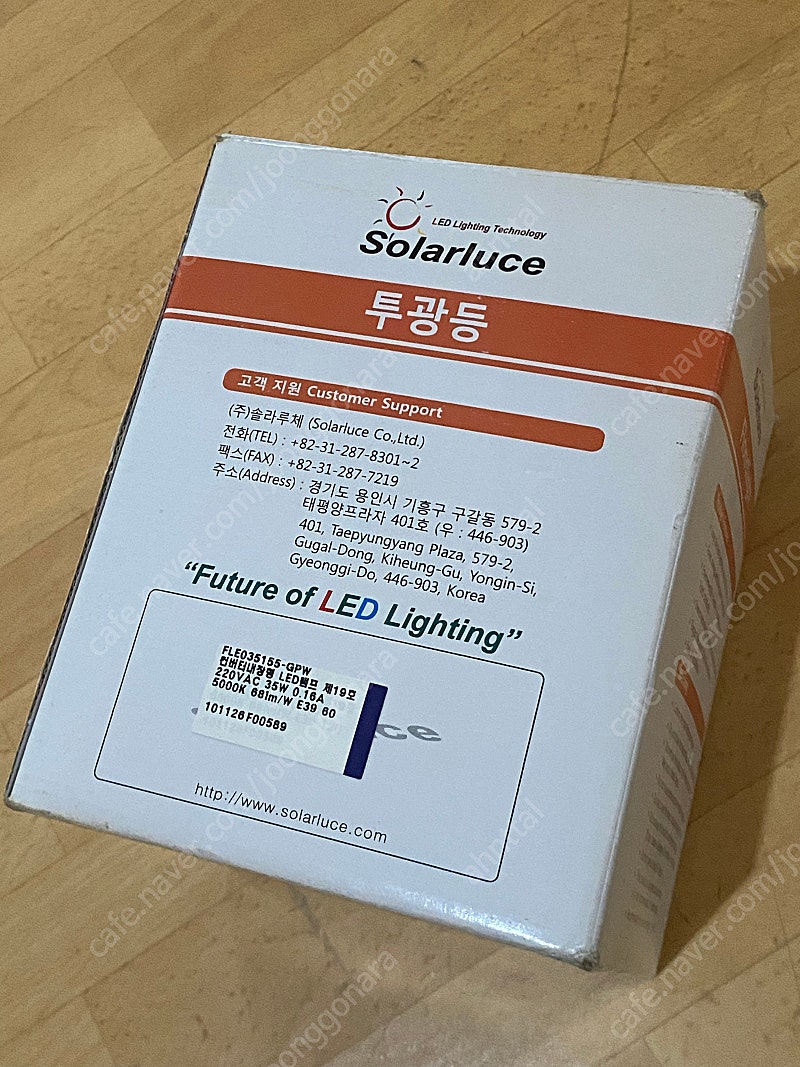 LED Lighting Technology
Solarluce
투광등
고객 지원 Customer Support
(주)솔라루체 (Solarluce Co.,Ltd.)
전화(TEL) : +82-31-287-8301~2
팩스(FAX) : +82-31-287-7219
주소(Address) : 경기도 용인시 기흥구 구갈동 579-2
태평양프라자 401호 (우 : 446-903)
401, Taepyungyang Plaza, 579-2,
Gugal-Dong, Kiheung-Gu, Yongin-Si,
Gyeonggi-Do, 446-903, Korea
“Future of LED Lighting”
FLE035155-GPW
컨버터내장형 LED램프 제19호
220VAC 35W 0.16A
5000K 68lm/W E39 60
101126F00589
http://www.solarluce.com
cafe.naver.com/joonggonara